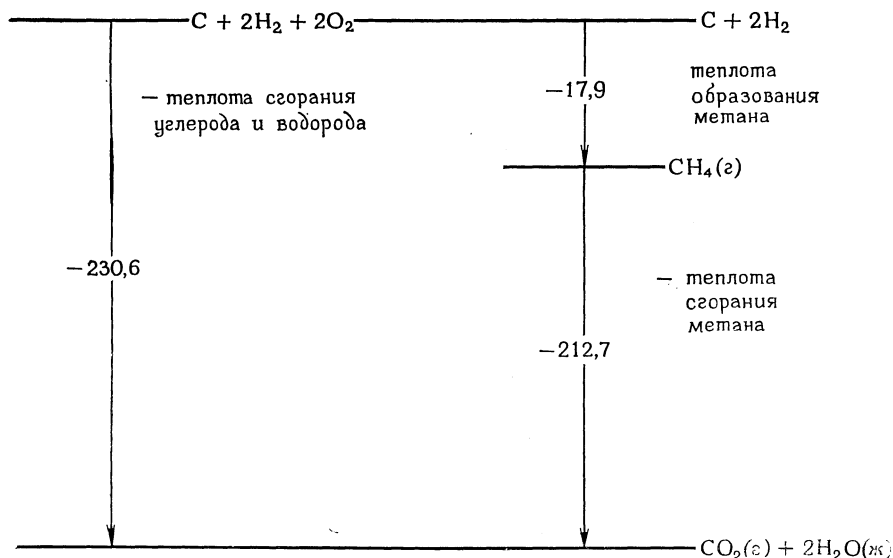 C + 2H₂ + 2O₂
C + 2H₂
− теплота сгорания
углерода и водорода
−17,9
теплота
образования
метана
CH₄(г)
−230,6
− теплота
сгорания
метана
−212,7
CO₂(г) + 2H₂O(ж)